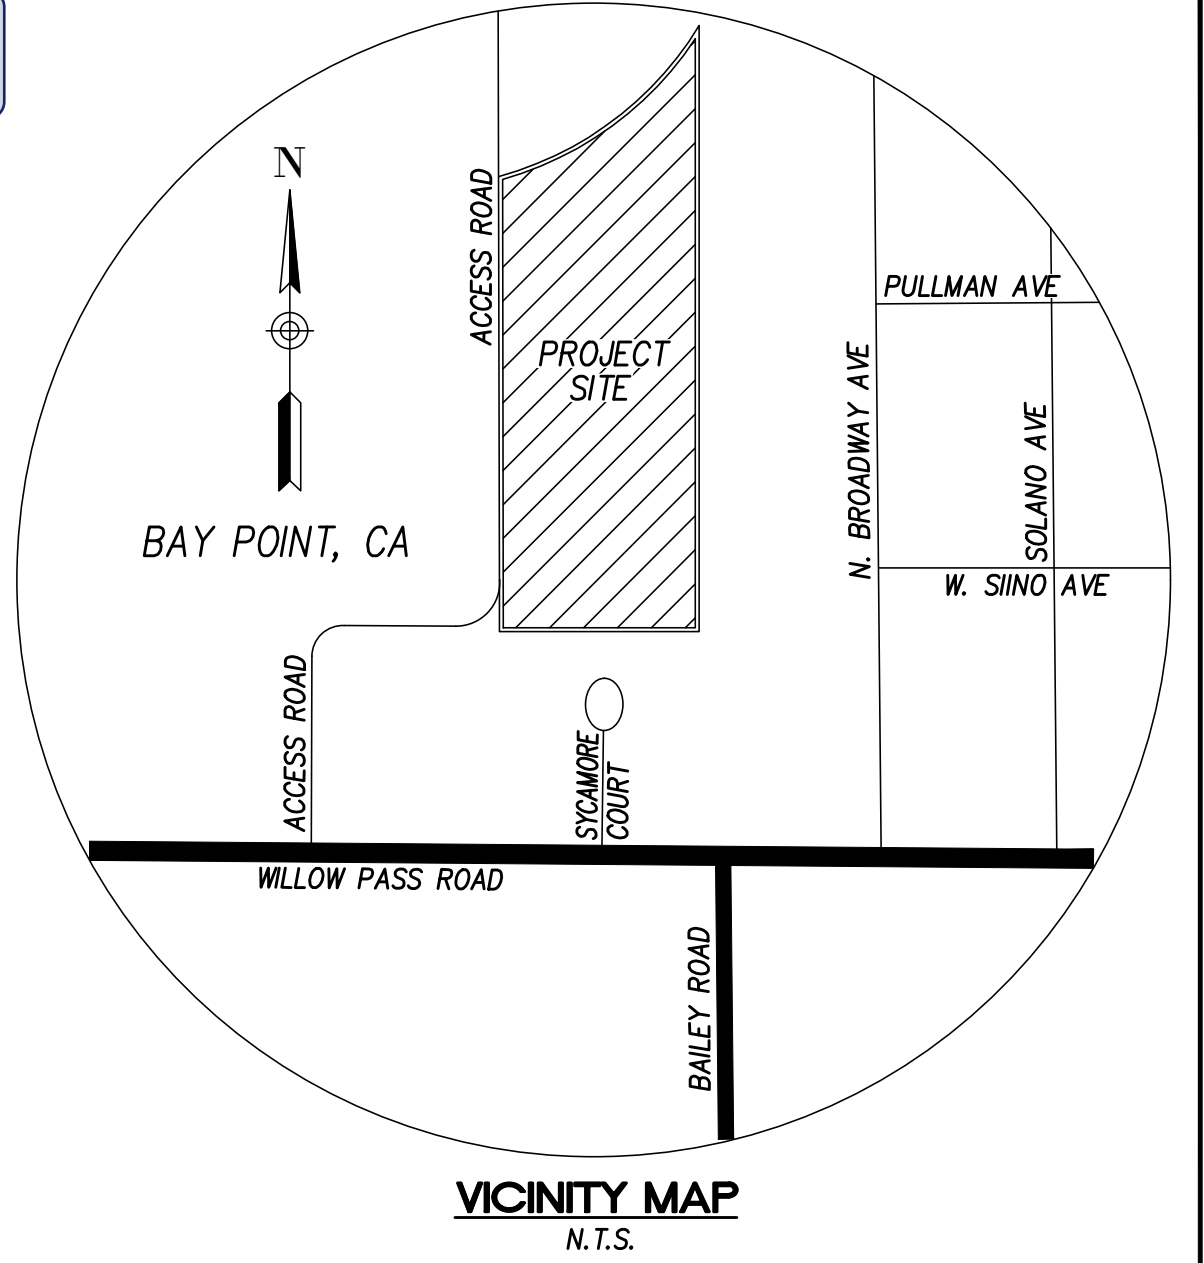 N
ACCESS ROAD
PULLMAN AVE
PROJECT
SITE
N. BROADWAY AVE
SOLANO AVE
BAY POINT, CA
W. SIINO AVE
ACCESS ROAD
SYCAMORE
COURT
WILLOW PASS ROAD
BAILEY ROAD
VICINITY MAP
N.T.S.